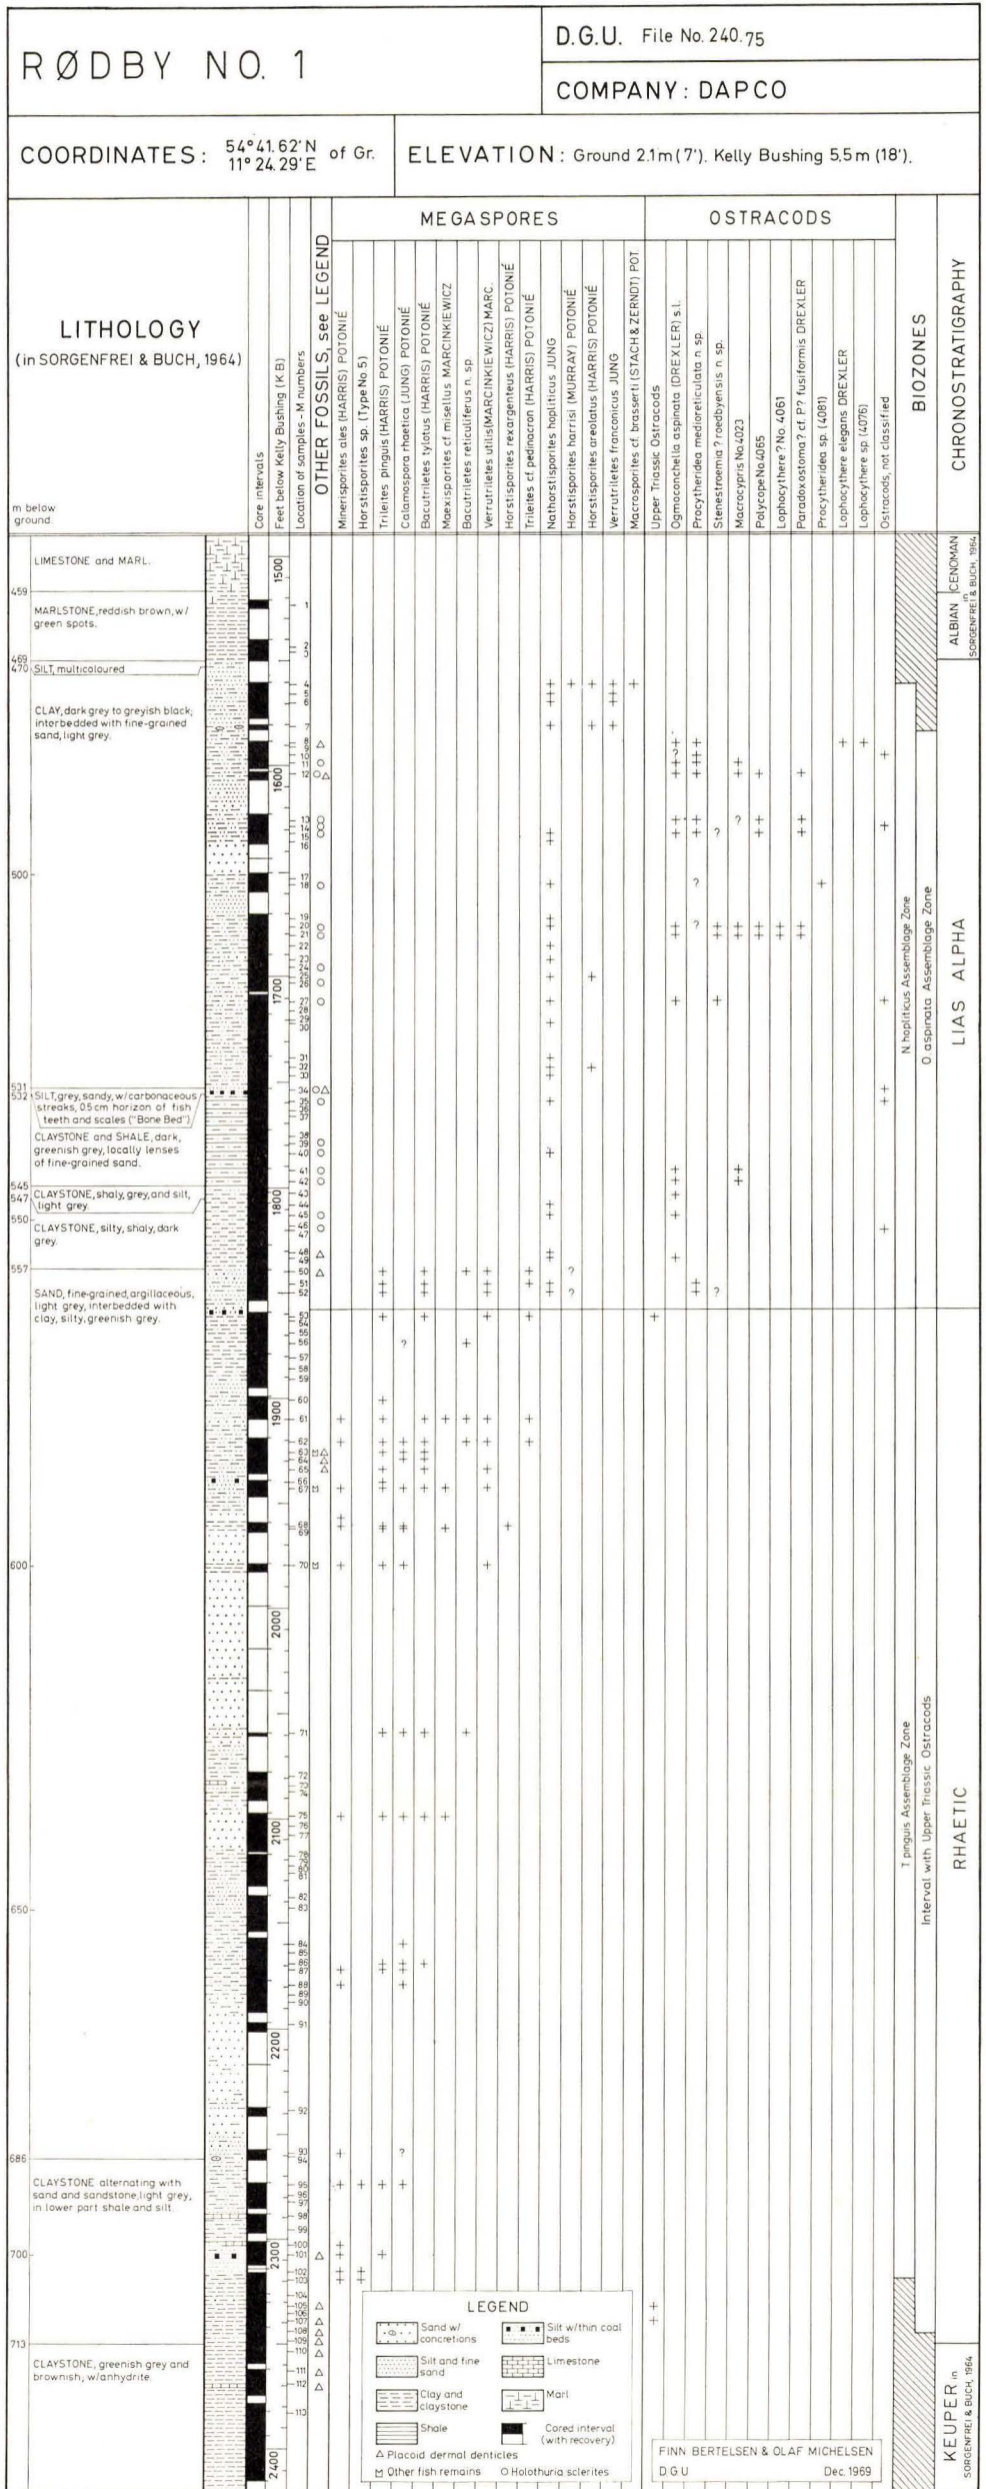 RØDBY NO. 1
D.G.U. File No. 240.75
COMPANY: DAPCO
COORDINATES: 54°41.62'N 11°24.29'E of Gr.
ELEVATION: Ground 2.1m (7'). Kelly Bushing 5.5m (18').
LITHOLOGY
(in SORGENFREI & BUCH, 1964)
m below
ground.
Core intervals
Feet below Kelly Bushing (K.B)
Location of samples - M numbers
OTHER FOSSILS, see LEGEND
MEGASPORES
Minerisporites ales (HARRIS) POTONIÉ
Horstisporites sp. (Type No 5)
Trileites pinguis (HARRIS) POTONIÉ
Calamospora rhaetica (JUNG) POTONIÉ
Bacutriletes tylotus (HARRIS) POTONIÉ
Maexisporites cf misellus MARCINKIEWICZ
Bacutriletes reticuliferus n. sp
Verrutriletes utilis (MARCINKIEWICZ) MARC.
Horstisporites rexargenteus (HARRIS) POTONIÉ
Trileites cf pedinacron (HARRIS) POTONIÉ
Nathorstisporites hopliticus JUNG
Horstisporites harrisi (MURRAY) POTONIÉ
Horstisporites areolatus (HARRIS) POTONIÉ
Verrutriletes franconicus JUNG
Macrosporites cf. brasserti (STACH & ZERNDT) POT
OSTRACODS
Upper Triassic Ostracods
Ogmoconchella aspinata (DREXLER) s.l.
Procytheridea medioreticulata n sp.
Stenestroemia ? roedbyensis n. sp.
Macrocypris No.4023
Polycope No.4065
Lophocythere? No. 4061
Paradoxostoma? cf. P? fusiformis DREXLER
Procytheridea sp. (4081)
Lophocythere elegans DREXLER
Lophocythere sp (4076)
Ostracods, not classified
BIOZONES
CHRONOSTRATIGRAPHY
LIMESTONE and MARL.
459
MARLSTONE, reddish brown, w/
green spots.
469
470 SILT, multicoloured
CLAY, dark grey to greyish black,
interbedded with fine-grained
sand, light grey.
500
531
532 SILT, grey, sandy, w/carbonaceous
streaks, 0.5cm horizon of fish
teeth and scales ("Bone Bed")
CLAYSTONE and SHALE, dark,
greenish grey, locally lenses
of fine-grained sand.
545
547 CLAYSTONE, shaly, grey, and silt,
light grey.
550
CLAYSTONE, silty, shaly, dark
grey.
557
SAND, fine-grained, argillaceous,
light grey, interbedded with
clay, silty, greenish grey.
600
650
686
CLAYSTONE alternating with
sand and sandstone, light grey,
in lower part shale and silt.
700
713
CLAYSTONE, greenish grey and
brownish, w/anhydrite.
1500
1600
1700
1800
1900
2000
2100
2200
2300
2400
ALBIAN CENOMAN
in
SORGENFREI & BUCH, 1964
N. hopliticus Assemblage Zone
O aspinata Assemblage Zone
LIAS ALPHA
T pinguis Assemblage Zone
Interval with Upper Triassic Ostracods
RHAETIC
KEUPER, in
SORGENFREI & BUCH, 1964
LEGEND
Sand w/
concretions
Silt w/thin coal
beds
Silt and fine
sand
Limestone
Clay and
claystone
Marl
Shale
Cored interval
(with recovery)
△ Placoid dermal denticles
Other fish remains
○ Holothuria sclerites
FINN BERTELSEN & OLAF MICHELSEN
D G U Dec. 1969